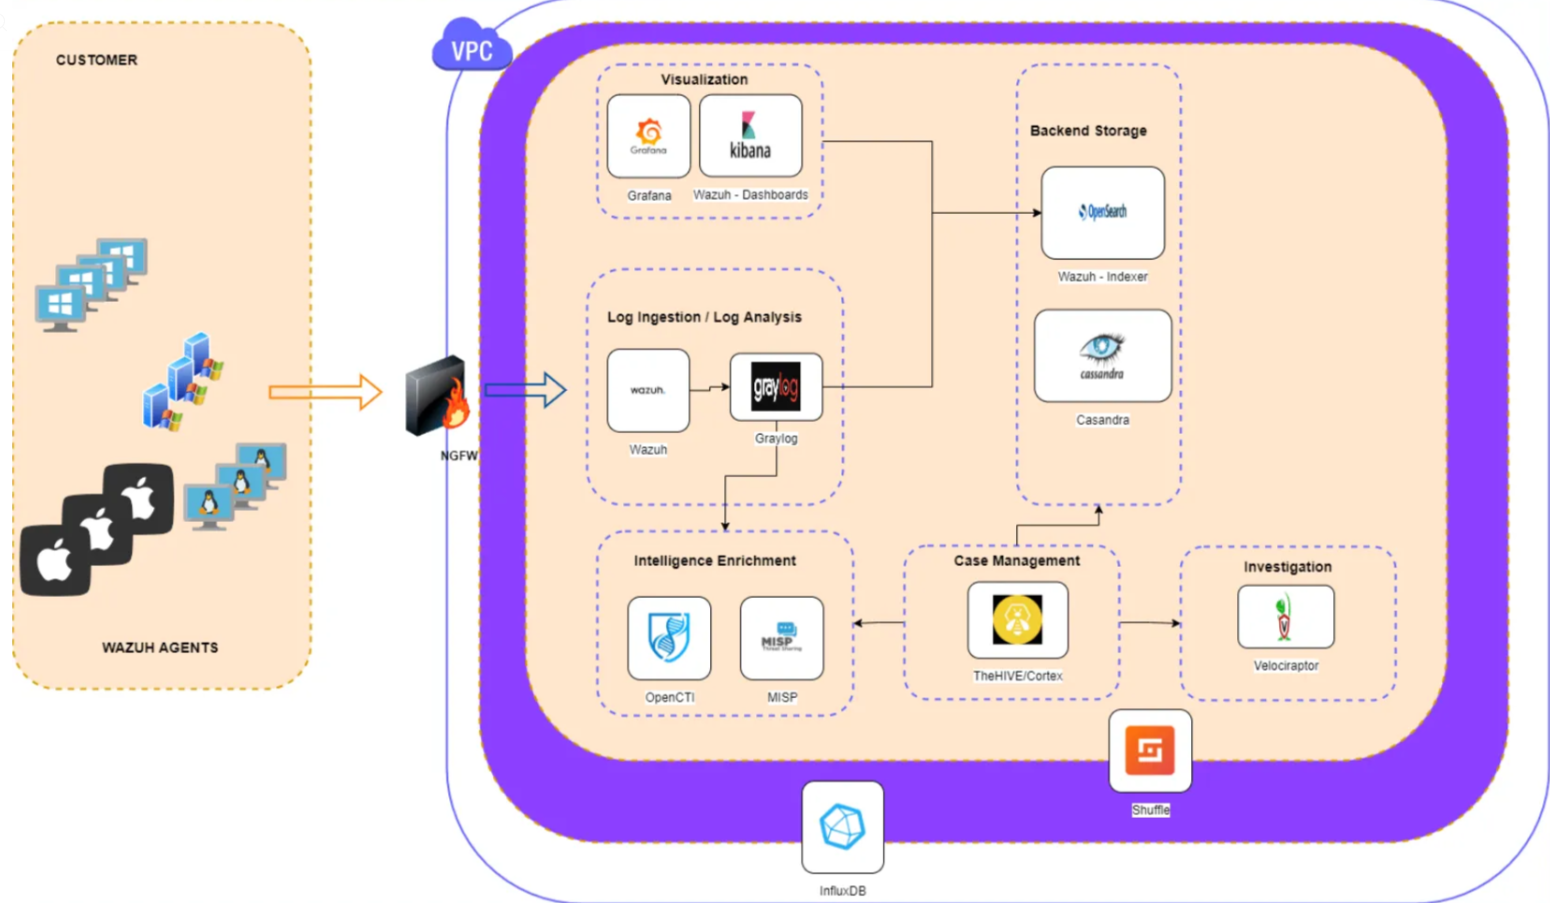 CUSTOMER
WAZUH AGENTS
NGFW
VPC
Visualization
Grafana
kibana
Grafana
Wazuh - Dashboards
Backend Storage
OpenSearch
Wazuh - Indexer
cassandra
Casandra
Log Ingestion / Log Analysis
wazuh.
graylog
Wazuh
Graylog
Intelligence Enrichment
MISP
Threat Sharing
OpenCTI
MISP
Case Management
TheHIVE/Cortex
Investigation
V
Velociraptor
Shuffle
InfluxDB